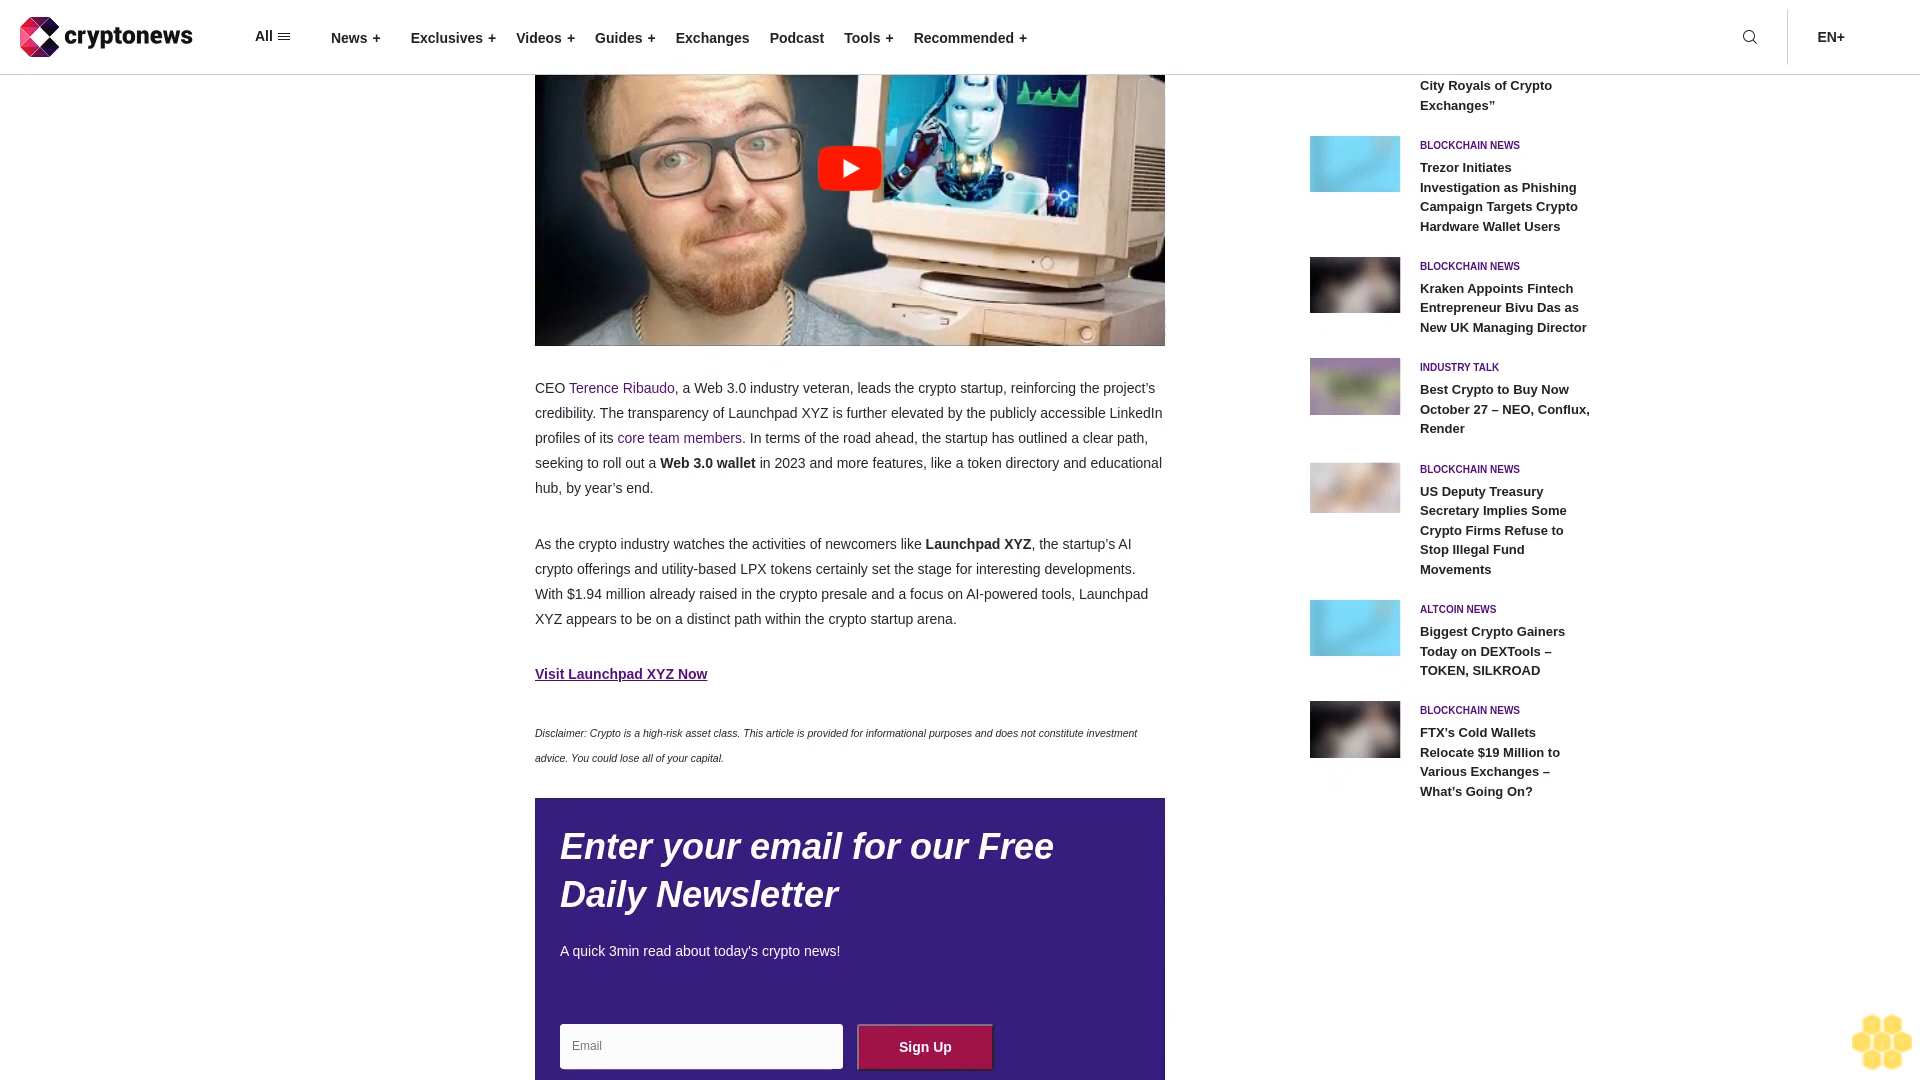 cryptonews
All
News +
Exclusives +
Videos +
Guides +
Exchanges
Podcast
Tools +
Recommended +
EN+
CEO Terence Ribaudo, a Web 3.0 industry veteran, leads the crypto startup, reinforcing the project’s
credibility. The transparency of Launchpad XYZ is further elevated by the publicly accessible LinkedIn
profiles of its core team members. In terms of the road ahead, the startup has outlined a clear path,
seeking to roll out a Web 3.0 wallet in 2023 and more features, like a token directory and educational
hub, by year’s end.
As the crypto industry watches the activities of newcomers like Launchpad XYZ, the startup’s AI
crypto offerings and utility-based LPX tokens certainly set the stage for interesting developments.
With $1.94 million already raised in the crypto presale and a focus on AI-powered tools, Launchpad
XYZ appears to be on a distinct path within the crypto startup arena.
Visit Launchpad XYZ Now
Disclaimer: Crypto is a high-risk asset class. This article is provided for informational purposes and does not constitute investment
advice. You could lose all of your capital.
Enter your email for our Free
Daily Newsletter
A quick 3min read about today's crypto news!
Email
Sign Up
City Royals of Crypto
Exchanges”
BLOCKCHAIN NEWS
Trezor Initiates
Investigation as Phishing
Campaign Targets Crypto
Hardware Wallet Users
BLOCKCHAIN NEWS
Kraken Appoints Fintech
Entrepreneur Bivu Das as
New UK Managing Director
INDUSTRY TALK
Best Crypto to Buy Now
October 27 – NEO, Conflux,
Render
BLOCKCHAIN NEWS
US Deputy Treasury
Secretary Implies Some
Crypto Firms Refuse to
Stop Illegal Fund
Movements
ALTCOIN NEWS
Biggest Crypto Gainers
Today on DEXTools –
TOKEN, SILKROAD
BLOCKCHAIN NEWS
FTX’s Cold Wallets
Relocate $19 Million to
Various Exchanges –
What’s Going On?